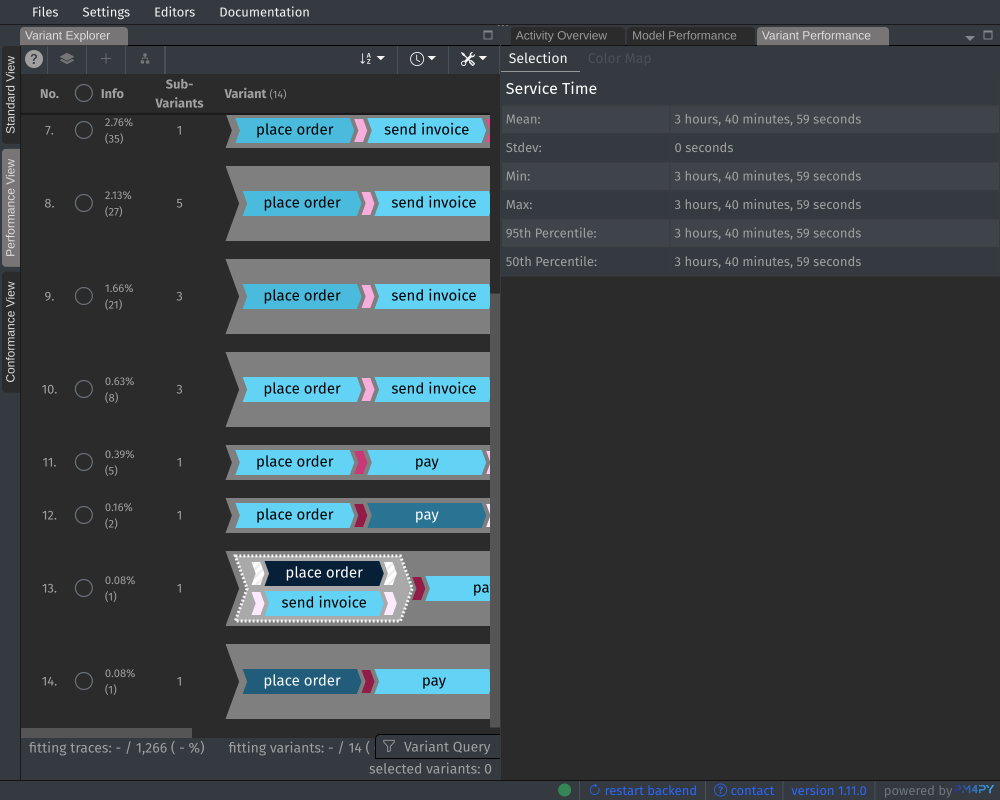 Files Settings Editors Documentation
Variant Explorer
Activity Overview Model Performance Variant Performance
Standard View
Performance View
Conformance View
?
Selection Color Map
No. Info Sub-Variants Variant (14)
Service Time
Mean: 3 hours, 40 minutes, 59 seconds
Stdev: 0 seconds
Min: 3 hours, 40 minutes, 59 seconds
Max: 3 hours, 40 minutes, 59 seconds
95th Percentile: 3 hours, 40 minutes, 59 seconds
50th Percentile: 3 hours, 40 minutes, 59 seconds
7. 2.76% (35) 1 place order send invoice
8. 2.13% (27) 5 place order send invoice
9. 1.66% (21) 3 place order send invoice
10. 0.63% (8) 3 place order send invoice
11. 0.39% (5) 1 place order pay
12. 0.16% (2) 1 place order pay
13. 0.08% (1) 1 place order send invoice pa
14. 0.08% (1) 1 place order pay
fitting traces: - / 1,266 ( - %) fitting variants: - / 14 ( Variant Query
selected variants: 0
restart backend ? contact version 1.11.0 powered by PM4PY